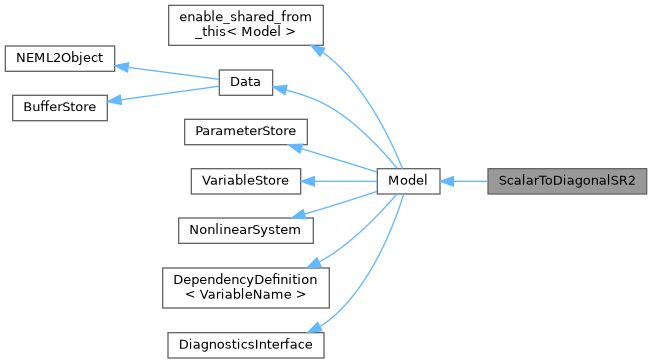 enable_shared_from
_this< Model >
NEML2Object
Data
BufferStore
ParameterStore
VariableStore
Model
ScalarToDiagonalSR2
NonlinearSystem
DependencyDefinition
< VariableName >
DiagnosticsInterface